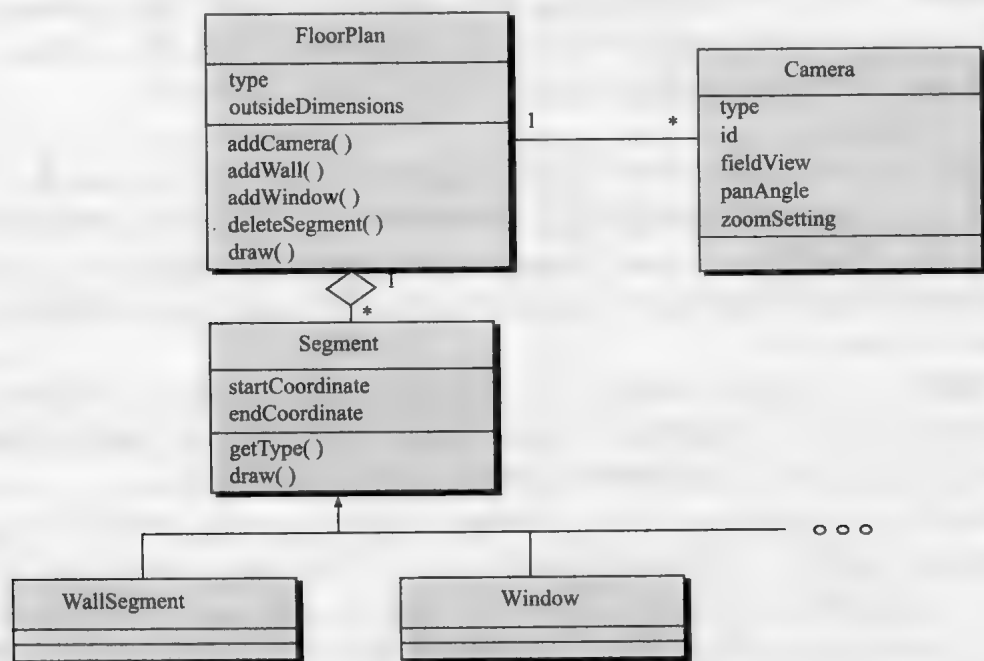 FloorPlan
type
outsideDimensions
addCamera( )
addWall( )
addWindow( )
deleteSegment( )
draw( )
1
*
Camera
type
id
fieldView
panAngle
zoomSetting
1
*
Segment
startCoordinate
endCoordinate
getType( )
draw( )
WallSegment
Window